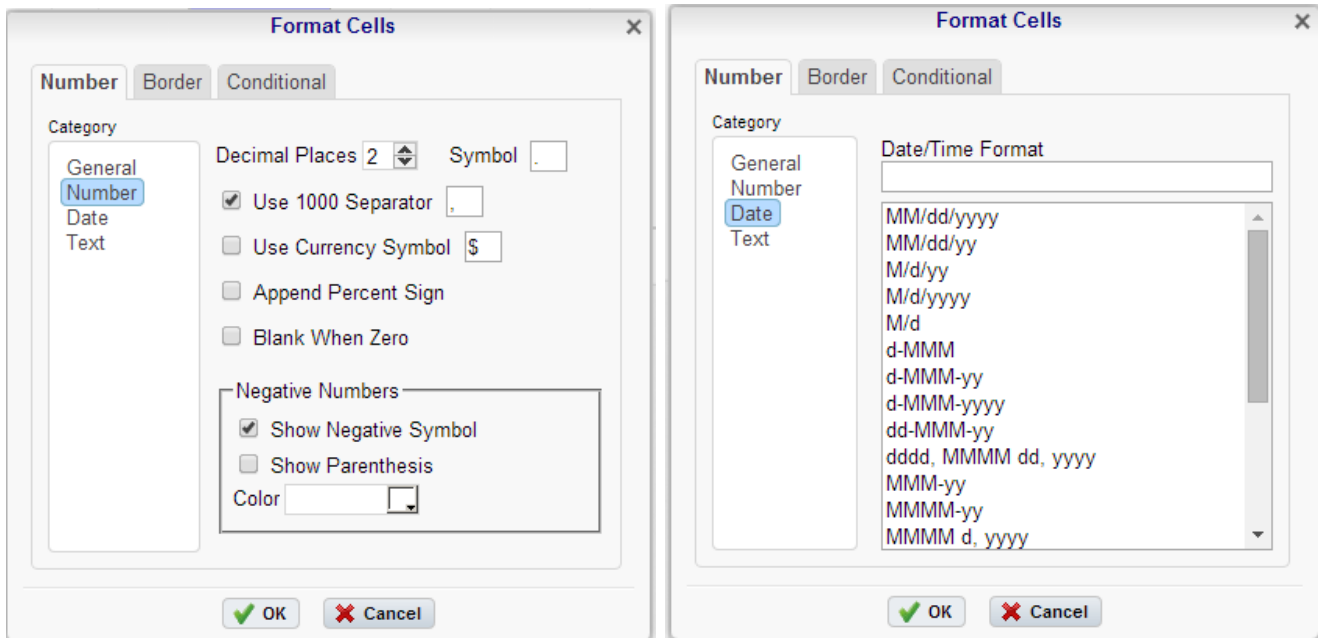 Format Cells
Number Border Conditional
Category
General
Number
Date
Text
Decimal Places 2 Symbol .
Use 1000 Separator ,
Use Currency Symbol $
Append Percent Sign
Blank When Zero
Negative Numbers
Show Negative Symbol
Show Parenthesis
Color
OK Cancel
Format Cells
Number Border Conditional
Category
General
Number
Date
Text
Date/Time Format
MM/dd/yyyy
MM/dd/yy
M/d/yy
M/d/yyyy
M/d
d-MMM
d-MMM-yy
d-MMM-yyyy
dd-MMM-yy
dddd, MMMM dd, yyyy
MMM-yy
MMMM-yy
MMMM d, yyyy
OK Cancel